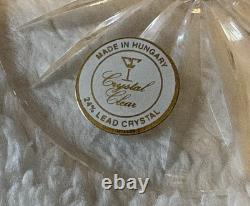 MADE IN HUNGARY
Crystal
Clear
24% LEAD CRYSTAL